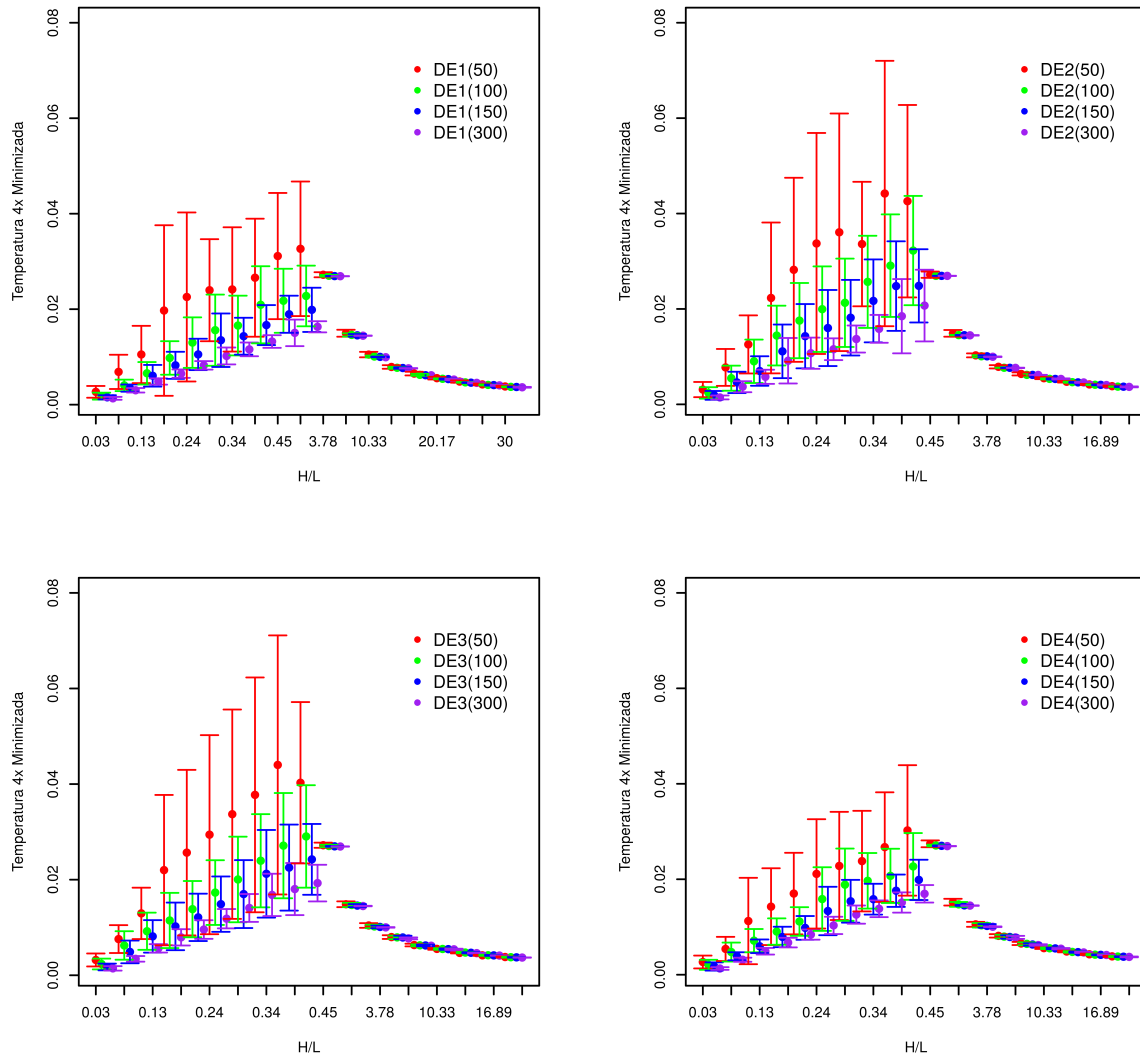 Temperatura 4x Minimizada
0.00
0.02
0.04
0.06
0.08
DE1(50)
DE1(100)
DE1(150)
DE1(300)
0.03
0.13
0.24
0.34
0.45
3.78
10.33
20.17
30
H/L
Temperatura 4x Minimizada
0.00
0.02
0.04
0.06
0.08
DE2(50)
DE2(100)
DE2(150)
DE2(300)
0.03
0.13
0.24
0.34
0.45
3.78
10.33
16.89
H/L
Temperatura 4x Minimizada
0.00
0.02
0.04
0.06
0.08
DE3(50)
DE3(100)
DE3(150)
DE3(300)
0.03
0.13
0.24
0.34
0.45
3.78
10.33
16.89
H/L
Temperatura 4x Minimizada
0.00
0.02
0.04
0.06
0.08
DE4(50)
DE4(100)
DE4(150)
DE4(300)
0.03
0.13
0.24
0.34
0.45
3.78
10.33
16.89
H/L